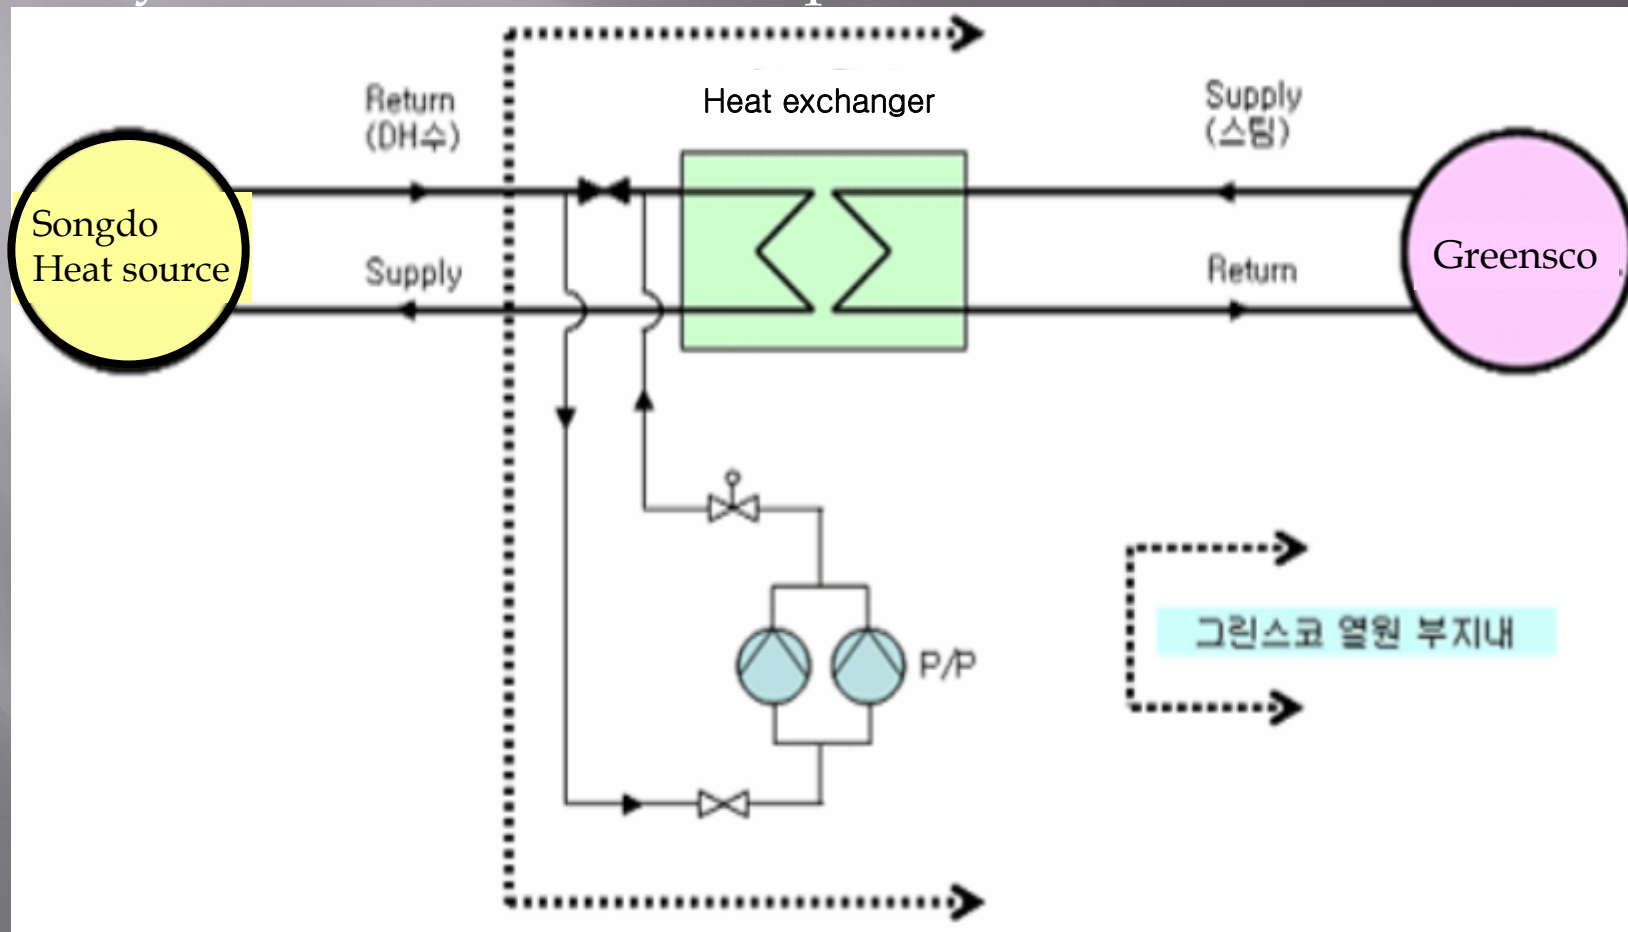 Heat exchanger
Return
(DH수)
Supply
(스팀)
Songdo
Heat source
Greensco
Supply
Return
그린스코 열원 부지내
P/P